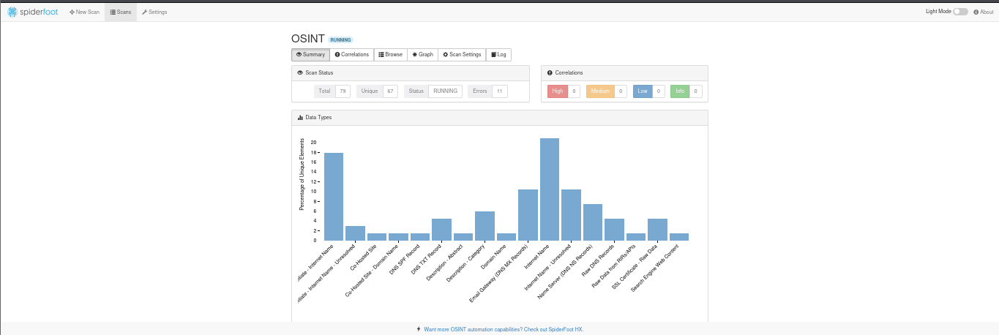 spiderfoot New Scan Scans Settings Light Mode About
OSINT RUNNING
Summary Correlations Browse Graph Scan Settings Log
Scan Status
Total 79 Unique 67 Status RUNNING Errors 11
Correlations
High 0 Medium 0 Low 0 Info 0
Data Types
Percentage of Unique Elements
20
18
16
14
12
10
8
6
4
2
0
iliate - Internet Name
iliate - Internet Name - Unresolved
Co-Hosted Site
Co-Hosted Site - Domain Name
DNS SPF Record
DNS TXT Record
Description - Abstract
Description - Category
Domain Name
Email Gateway (DNS MX Records)
Internet Name
Internet Name - Unresolved
Name Server (DNS NS Records)
Raw DNS Records
Raw Data from RIRs/APIs
SSL Certificate - Raw Data
Search Engine Web Content
Want more OSINT automation capabilities? Check out SpiderFoot HX.